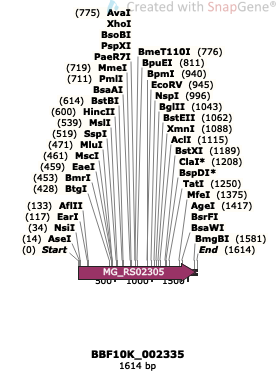 Created with SnapGene®
(775) AvaI
XhoI
BsoBI
PspXI
PaeR7I
(719) MmeI
(711) PmlI
BsaAI
(614) BstBI
(600) HincII
(539) MslI
(519) SspI
(471) MluI
(461) MscI
(459) EaeI
(453) BmrI
(428) BtgI
(133) AflII
(117) EarI
(34) NsiI
(14) AseI
(0) Start
BmeT110I (776)
BpuEI (811)
BpmI (940)
EcoRV (945)
NspI (996)
BglII (1043)
BstEII (1062)
XmnI (1088)
AclI (1115)
BstXI (1189)
ClaI* (1208)
BspDI*
TatI (1250)
MfeI (1375)
AgeI (1417)
BsrFI
BsaWI
BmgBI (1581)
End (1614)
MG_RS02305
500
1000
1500
BBF10K_002335
1614 bp